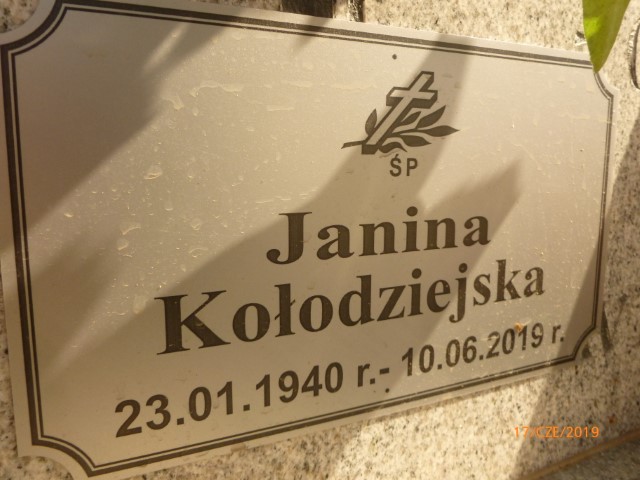 ŚP
Janina
Kołodziejska
23.01.1940 r.- 10.06.2019 r.
17/CZE/2019